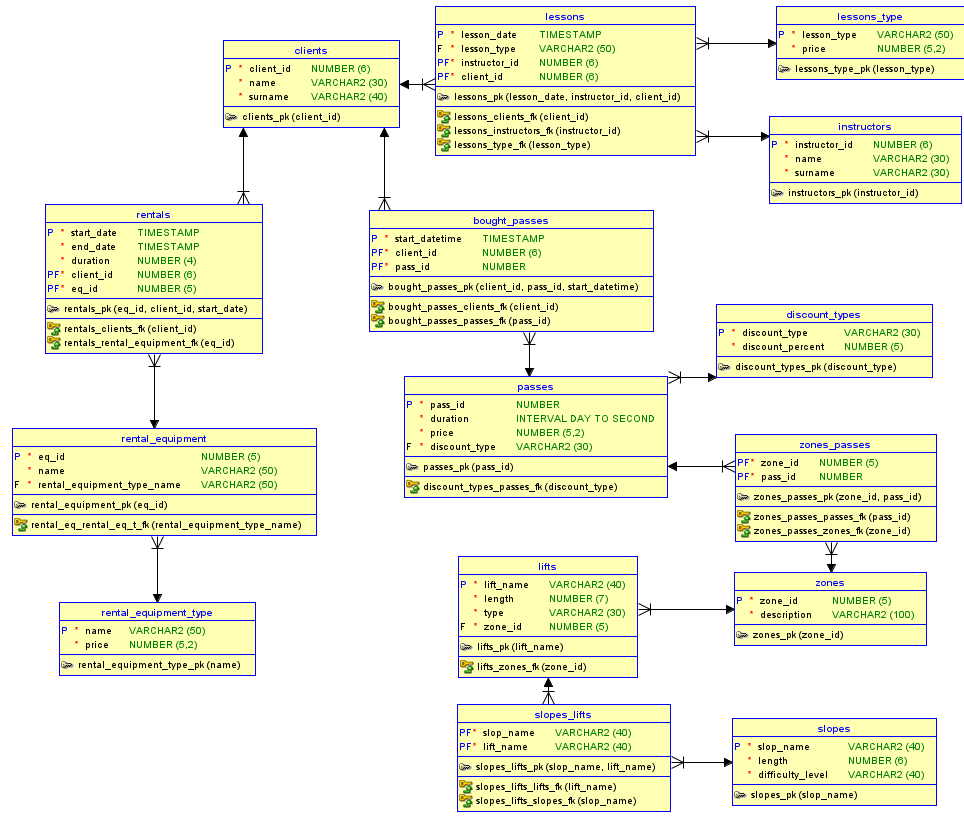 lessons
P * lesson_date TIMESTAMP
F * lesson_type VARCHAR2 (50)
PF* instructor_id NUMBER (6)
PF* client_id NUMBER (6)
lessons_pk (lesson_date, instructor_id, client_id)
lessons_clients_fk (client_id)
lessons_instructors_fk (instructor_id)
lessons_type_fk (lesson_type)
lessons_type
P * lesson_type VARCHAR2 (50)
* price NUMBER (5,2)
lessons_type_pk (lesson_type)
clients
P * client_id NUMBER (6)
* name VARCHAR2 (30)
* surname VARCHAR2 (40)
clients_pk (client_id)
instructors
P * instructor_id NUMBER (6)
* name VARCHAR2 (30)
* surname VARCHAR2 (30)
instructors_pk (instructor_id)
rentals
P * start_date TIMESTAMP
* end_date TIMESTAMP
* duration NUMBER (4)
PF* client_id NUMBER (6)
PF* eq_id NUMBER (5)
rentals_pk (eq_id, client_id, start_date)
rentals_clients_fk (client_id)
rentals_rental_equipment_fk (eq_id)
bought_passes
P * start_datetime TIMESTAMP
PF* client_id NUMBER (6)
PF* pass_id NUMBER
bought_passes_pk (client_id, pass_id, start_datetime)
bought_passes_clients_fk (client_id)
bought_passes_passes_fk (pass_id)
discount_types
P * discount_type VARCHAR2 (30)
* discount_percent NUMBER (5)
discount_types_pk (discount_type)
passes
P * pass_id NUMBER
* duration INTERVAL DAY TO SECOND
* price NUMBER (5,2)
F * discount_type VARCHAR2 (30)
passes_pk (pass_id)
discount_types_passes_fk (discount_type)
rental_equipment
P * eq_id NUMBER (5)
* name VARCHAR2 (50)
F * rental_equipment_type_name VARCHAR2 (50)
rental_equipment_pk (eq_id)
rental_eq_rental_eq_t_fk (rental_equipment_type_name)
zones_passes
PF* zone_id NUMBER (5)
PF* pass_id NUMBER
zones_passes_pk (zone_id, pass_id)
zones_passes_passes_fk (pass_id)
zones_passes_zones_fk (zone_id)
lifts
P * lift_name VARCHAR2 (40)
* length NUMBER (7)
* type VARCHAR2 (30)
F * zone_id NUMBER (5)
lifts_pk (lift_name)
lifts_zones_fk (zone_id)
zones
P * zone_id NUMBER (5)
* description VARCHAR2 (100)
zones_pk (zone_id)
rental_equipment_type
P * name VARCHAR2 (50)
* price NUMBER (5,2)
rental_equipment_type_pk (name)
slopes_lifts
PF* slop_name VARCHAR2 (40)
PF* lift_name VARCHAR2 (40)
slopes_lifts_pk (slop_name, lift_name)
slopes_lifts_lifts_fk (lift_name)
slopes_lifts_slopes_fk (slop_name)
slopes
P * slop_name VARCHAR2 (40)
* length NUMBER (6)
* difficulty_level VARCHAR2 (40)
slopes_pk (slop_name)